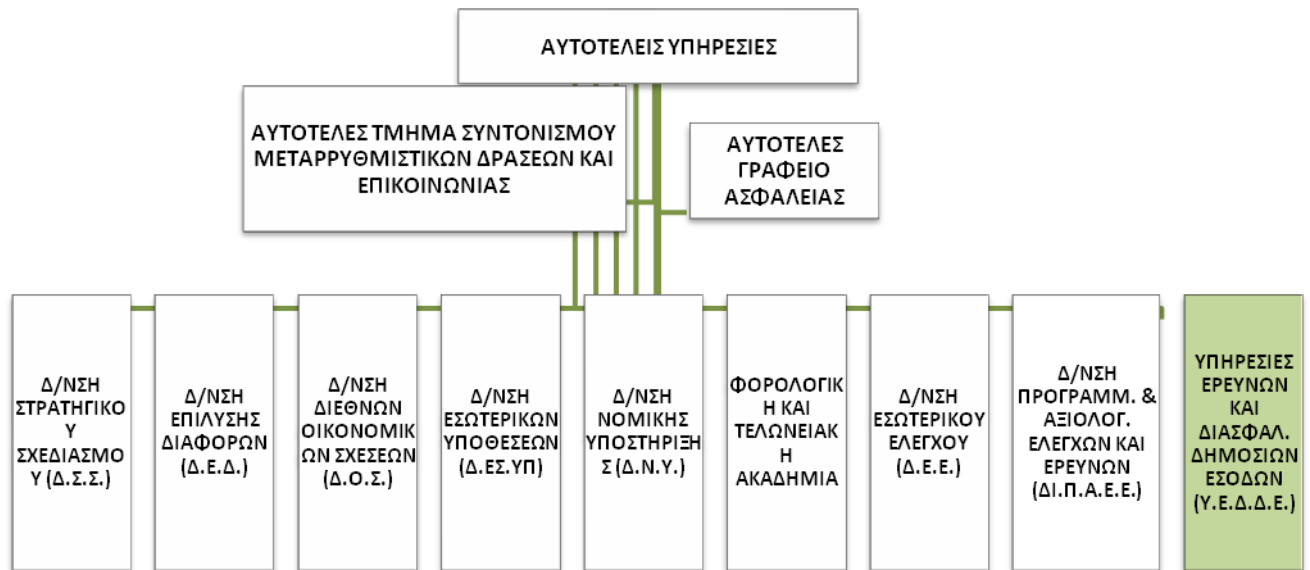 ΑΥΤΟΤΕΛΕΙΣ ΥΠΗΡΕΣΙΕΣ
ΑΥΤΟΤΕΛΕΣ ΤΜΗΜΑ ΣΥΝΤΟΝΙΣΜΟΥ
ΜΕΤΑΡΡΥΘΜΙΣΤΙΚΩΝ ΔΡΑΣΕΩΝ ΚΑΙ
ΕΠΙΚΟΙΝΩΝΙΑΣ
ΑΥΤΟΤΕΛΕΣ
ΓΡΑΦΕΙΟ
ΑΣΦΑΛΕΙΑΣ
Δ/ΝΣΗ
ΣΤΡΑΤΗΓΙΚΟ
Υ
ΣΧΕΔΙΑΣΜΟ
Υ (Δ.Σ.Σ.)
Δ/ΝΣΗ
ΕΠΙΛΥΣΗΣ
ΔΙΑΦΟΡΩΝ
(Δ.Ε.Δ.)
Δ/ΝΣΗ
ΔΙΕΘΝΩΝ
ΟΙΚΟΝΟΜΙΚ
ΩΝ ΣΧΕΣΕΩΝ
(Δ.Ο.Σ.)
Δ/ΝΣΗ
ΕΣΩΤΕΡΙΚΩΝ
ΥΠΟΘΕΣΕΩΝ
(Δ.ΕΣ.ΥΠ)
Δ/ΝΣΗ
ΝΟΜΙΚΗΣ
ΥΠΟΣΤΗΡΙΞΗ
Σ (Δ.Ν.Υ.)
ΦΟΡΟΛΟΓΙΚ
Η ΚΑΙ
ΤΕΛΩΝΕΙΑΚ
Η
ΑΚΑΔΗΜΙΑ
Δ/ΝΣΗ
ΕΣΩΤΕΡΙΚΟΥ
ΕΛΕΓΧΟΥ
(Δ.Ε.Ε.)
Δ/ΝΣΗ
ΠΡΟΓΡΑΜΜ. &
ΑΞΙΟΛΟΓ.
ΕΛΕΓΧΩΝ ΚΑΙ
ΕΡΕΥΝΩΝ
(ΔΙ.Π.Α.Ε.Ε.)
ΥΠΗΡΕΣΙΕΣ
ΕΡΕΥΝΩΝ
ΚΑΙ
ΔΙΑΣΦΑΛ.
ΔΗΜΟΣΙΩΝ
ΕΣΟΔΩΝ
(Υ.Ε.Δ.Δ.Ε.)